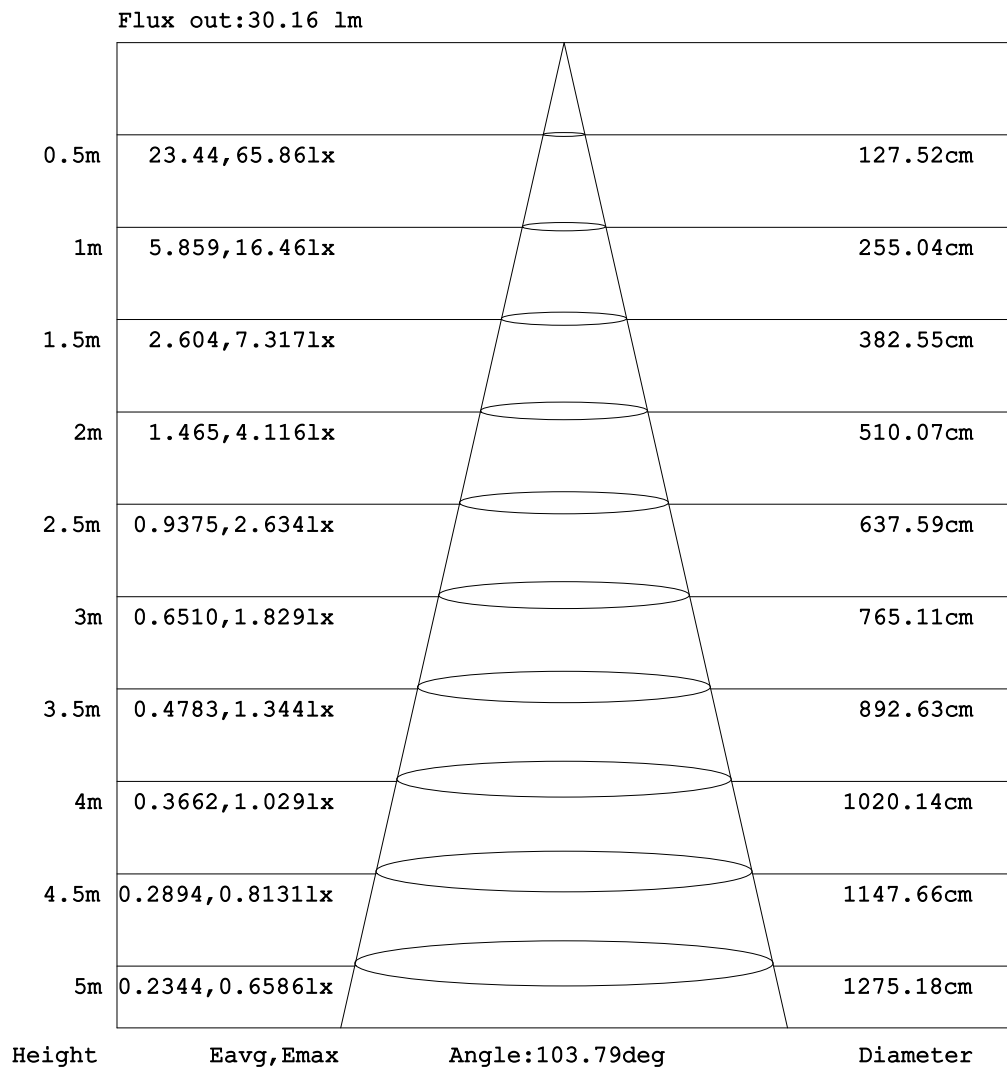 Flux out:30.16 lm
0.5m 23.44,65.86lx 127.52cm
1m 5.859,16.46lx 255.04cm
1.5m 2.604,7.317lx 382.55cm
2m 1.465,4.116lx 510.07cm
2.5m 0.9375,2.634lx 637.59cm
3m 0.6510,1.829lx 765.11cm
3.5m 0.4783,1.344lx 892.63cm
4m 0.3662,1.029lx 1020.14cm
4.5m 0.2894,0.8131lx 1147.66cm
5m 0.2344,0.6586lx 1275.18cm
Height Eavg,Emax Angle:103.79deg Diameter